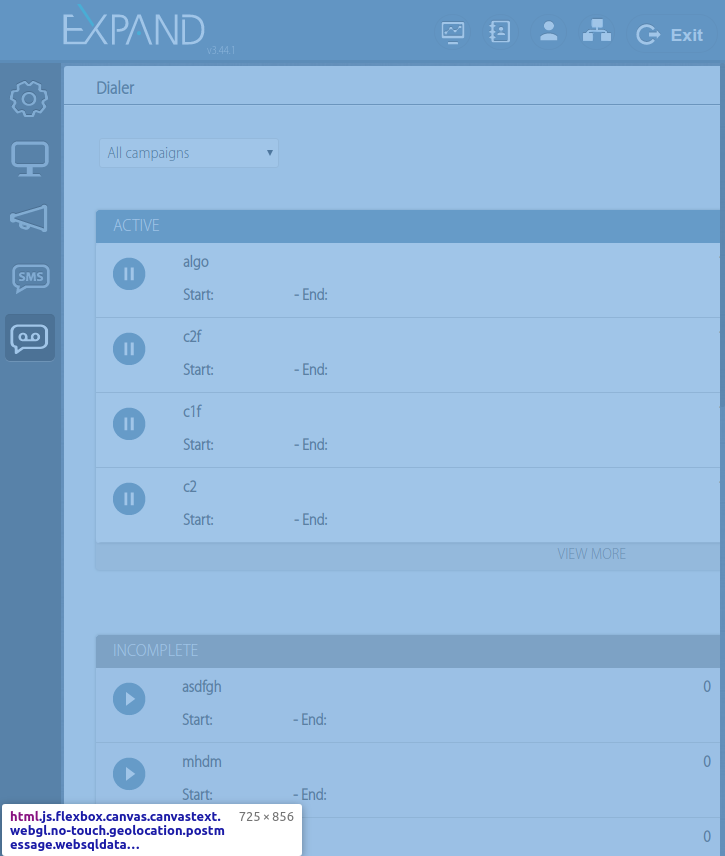 EXPAND
v3.44.1
Exit
Dialer
All campaigns
ACTIVE
algo
Start: - End:
c2f
Start: - End:
c1f
Start: - End:
c2
Start: - End:
VIEW MORE
INCOMPLETE
asdfgh 0
Start: - End:
mhdm 0
Start: - End:
0
SMS
html.js.flexbox.canvas.canvastext. 725 × 856
webgl.no-touch.geolocation.postm
essage.websqldata...